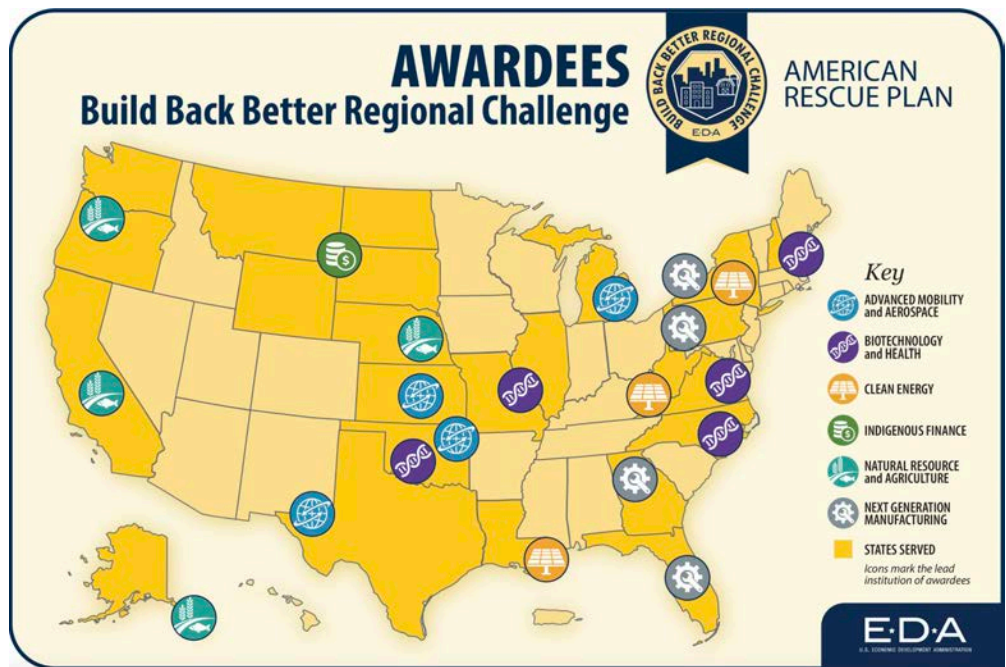 AWARDEES
Build Back Better Regional Challenge
BUILD BACK BETTER REGIONAL CHALLENGE
EDA
AMERICAN
RESCUE PLAN
Key
ADVANCED MOBILITY
and AEROSPACE
BIOTECHNOLOGY
and HEALTH
CLEAN ENERGY
INDIGENOUS FINANCE
NATURAL RESOURCE
and AGRICULTURE
NEXT GENERATION
MANUFACTURING
STATES SERVED
Icons mark the lead
institution of awardees
E★D★A
U.S. ECONOMIC DEVELOPMENT ADMINISTRATION